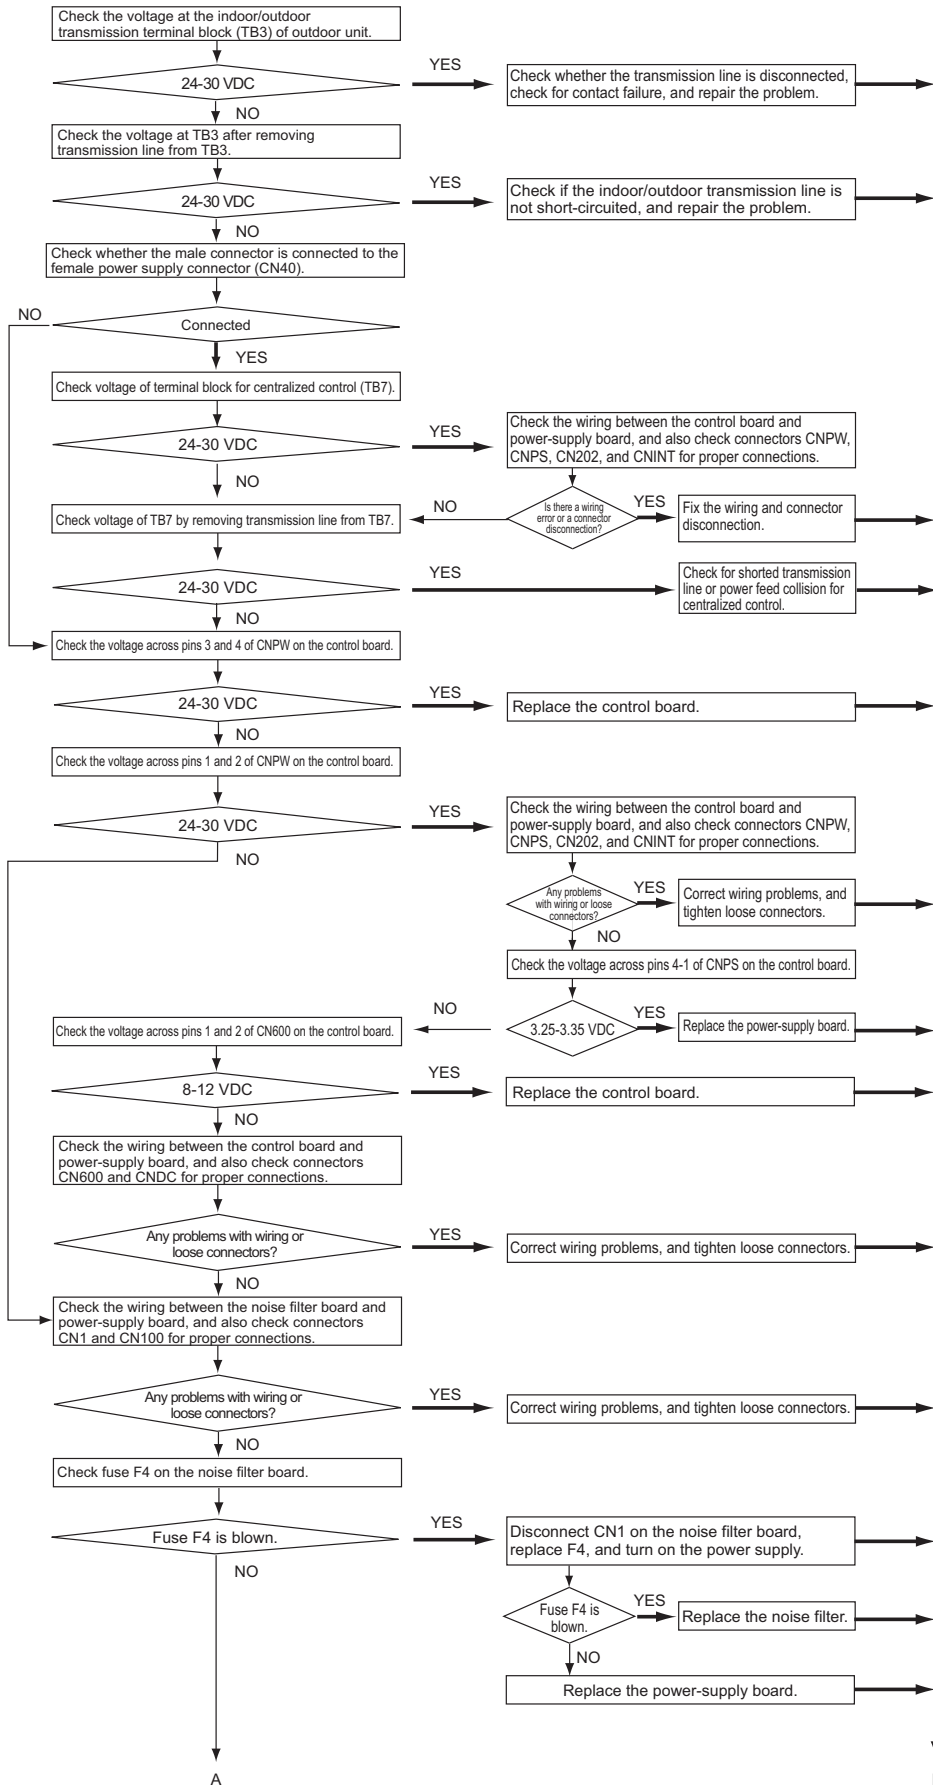 Check the voltage at the indoor/outdoor
transmission terminal block (TB3) of outdoor unit.
24-30 VDC
YES
Check whether the transmission line is disconnected,
check for contact failure, and repair the problem.
NO
Check the voltage at TB3 after removing
transmission line from TB3.
24-30 VDC
YES
Check if the indoor/outdoor transmission line is
not short-circuited, and repair the problem.
NO
Check whether the male connector is connected to the
female power supply connector (CN40).
NO
Connected
YES
Check voltage of terminal block for centralized control (TB7).
24-30 VDC
YES
Check the wiring between the control board and
power-supply board, and also check connectors CNPW,
CNPS, CN202, and CNINT for proper connections.
NO
Check voltage of TB7 by removing transmission line from TB7.
NO
Is there a wiring
error or a connector
disconnection?
YES
Fix the wiring and connector
disconnection.
24-30 VDC
YES
Check for shorted transmission
line or power feed collision for
centralized control.
NO
Check the voltage across pins 3 and 4 of CNPW on the control board.
24-30 VDC
YES
Replace the control board.
NO
Check the voltage across pins 1 and 2 of CNPW on the control board.
24-30 VDC
YES
Check the wiring between the control board and
power-supply board, and also check connectors CNPW,
CNPS, CN202, and CNINT for proper connections.
NO
Any problems
with wiring or loose
connectors?
YES
Correct wiring problems, and
tighten loose connectors.
NO
Check the voltage across pins 4-1 of CNPS on the control board.
Check the voltage across pins 1 and 2 of CN600 on the control board.
NO
3.25-3.35 VDC
YES
Replace the power-supply board.
8-12 VDC
YES
Replace the control board.
NO
Check the wiring between the control board and
power-supply board, and also check connectors
CN600 and CNDC for proper connections.
Any problems with wiring or
loose connectors?
YES
Correct wiring problems, and tighten loose connectors.
NO
Check the wiring between the noise filter board and
power-supply board, and also check connectors
CN1 and CN100 for proper connections.
Any problems with wiring or
loose connectors?
YES
Correct wiring problems, and tighten loose connectors.
NO
Check fuse F4 on the noise filter board.
Fuse F4 is blown.
YES
Disconnect CN1 on the noise filter board,
replace F4, and turn on the power supply.
NO
Fuse F4 is
blown.
YES
Replace the noise filter.
NO
Replace the power-supply board.
A